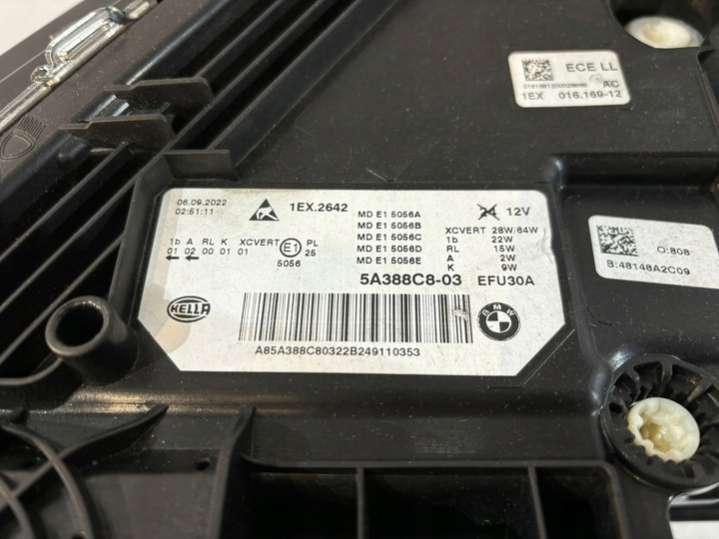 ECE LL
AC
1EX 016.169-12
06.09.2022
02:51:11
1EX.2642
MD E1 5056A
MD E1 5056B
MD E1 5056C
MD E1 5056D
MD E1 5056E
12V
XCVERT 28W/64W
1b 22W
RL 15W
A 2W
K 9W
1b A RL K XCVERT E1 PL
01 02 00 01 01 25
5056
5A388C8-03 EFU30A
HELLA
BMW
A85A388C80322B249110353
O:808
B:48148A2C09